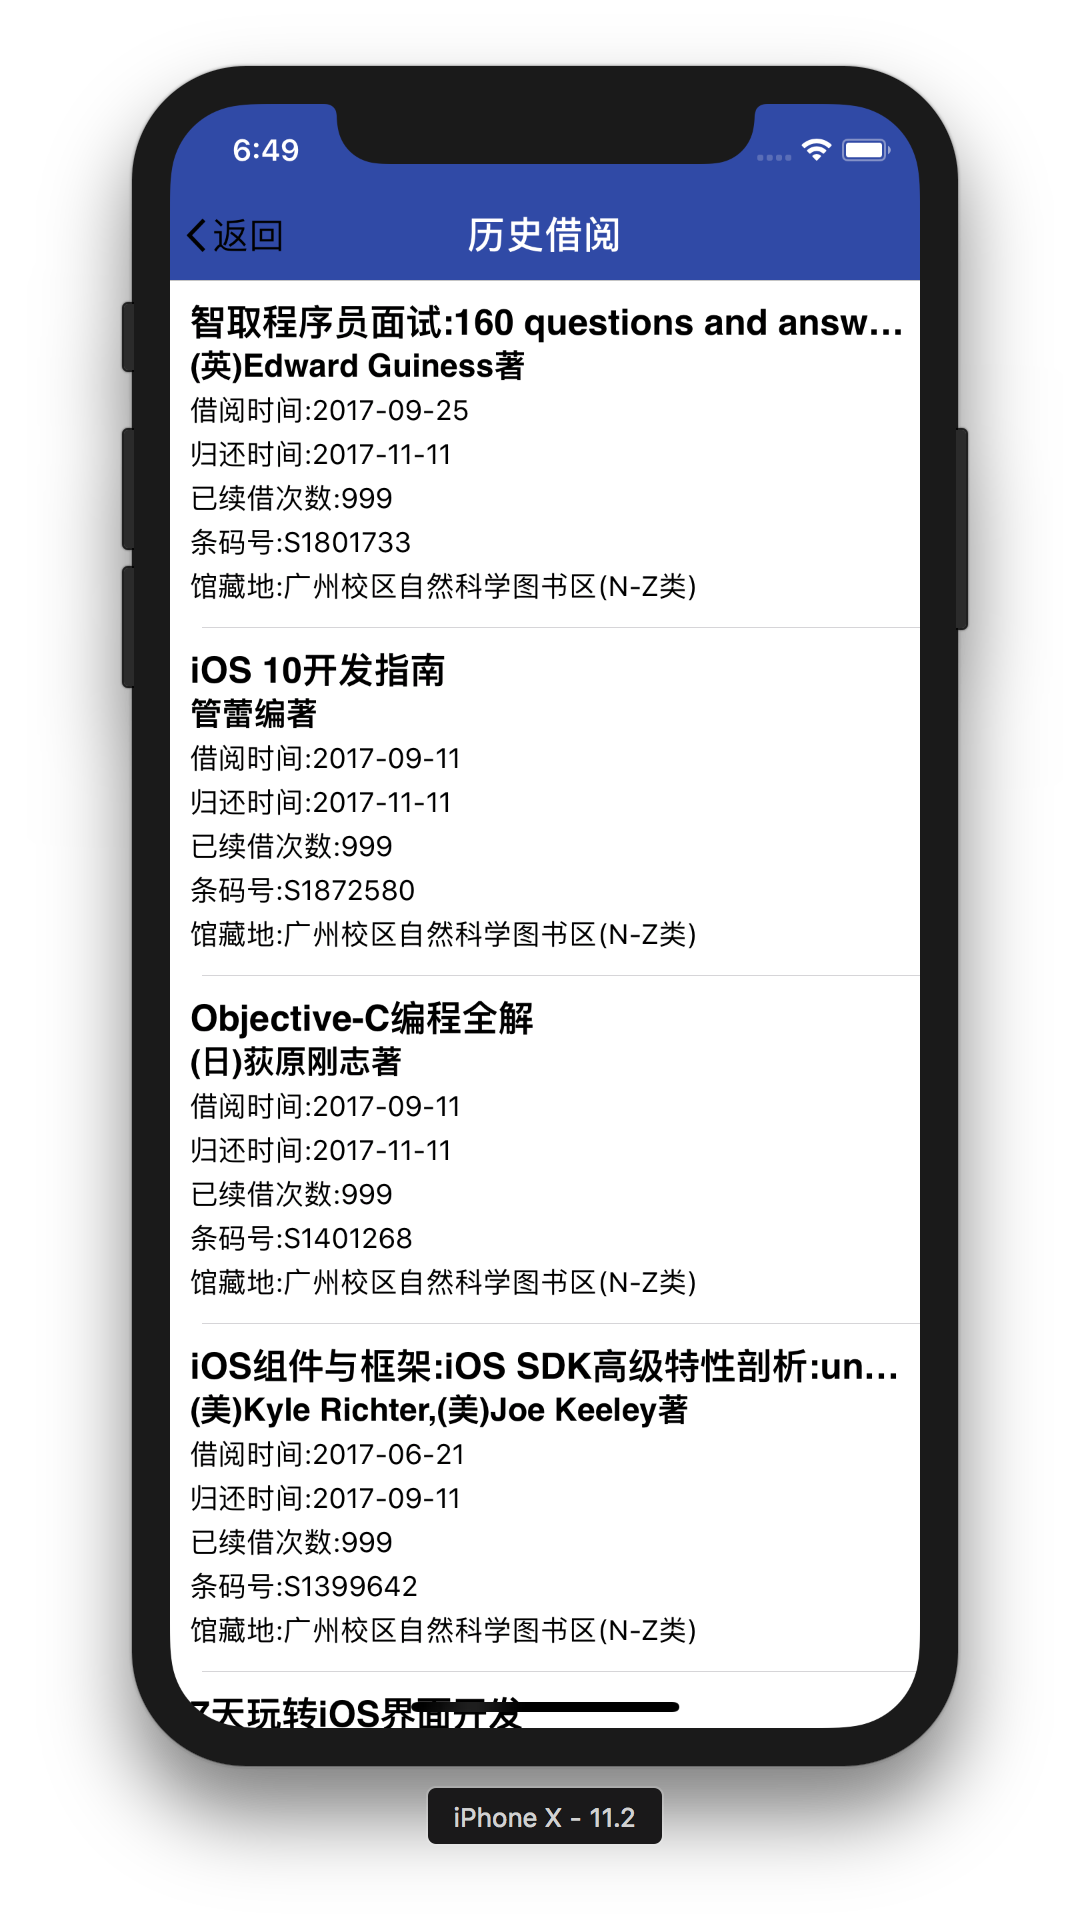 6:49
返回
历史借阅
智取程序员面试:160 questions and answ...
(英)Edward Guiness著
借阅时间:2017-09-25
归还时间:2017-11-11
已续借次数:999
条码号:S1801733
馆藏地:广州校区自然科学图书区(N-Z类)
iOS 10开发指南
管蕾编著
借阅时间:2017-09-11
归还时间:2017-11-11
已续借次数:999
条码号:S1872580
馆藏地:广州校区自然科学图书区(N-Z类)
Objective-C编程全解
(日)荻原刚志著
借阅时间:2017-09-11
归还时间:2017-11-11
已续借次数:999
条码号:S1401268
馆藏地:广州校区自然科学图书区(N-Z类)
iOS组件与框架:iOS SDK高级特性剖析:un...
(美)Kyle Richter,(美)Joe Keeley著
借阅时间:2017-06-21
归还时间:2017-09-11
已续借次数:999
条码号:S1399642
馆藏地:广州校区自然科学图书区(N-Z类)
7天玩转iOS界面开发
iPhone X - 11.2